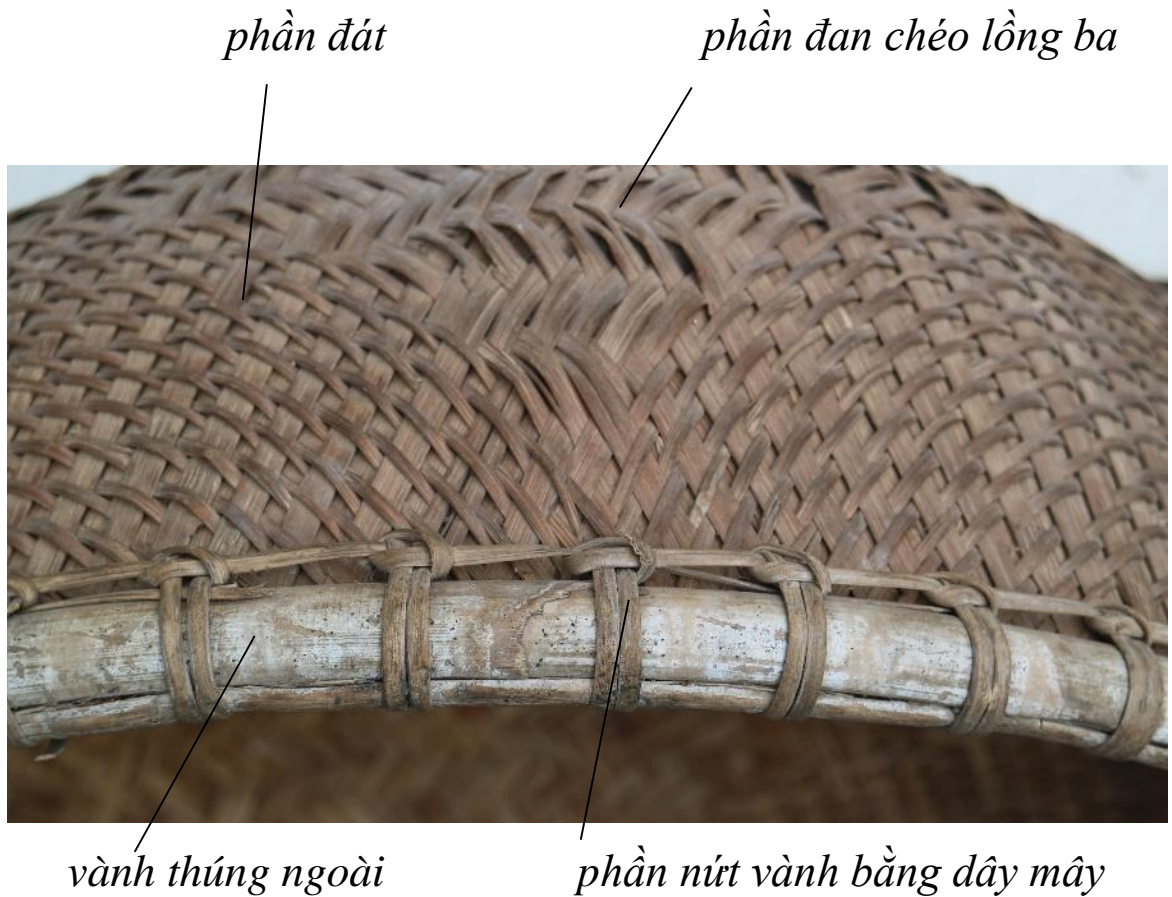 phần đát
phần đan chéo lồng ba
vành thúng ngoài
phần nứt vành bằng dây mây